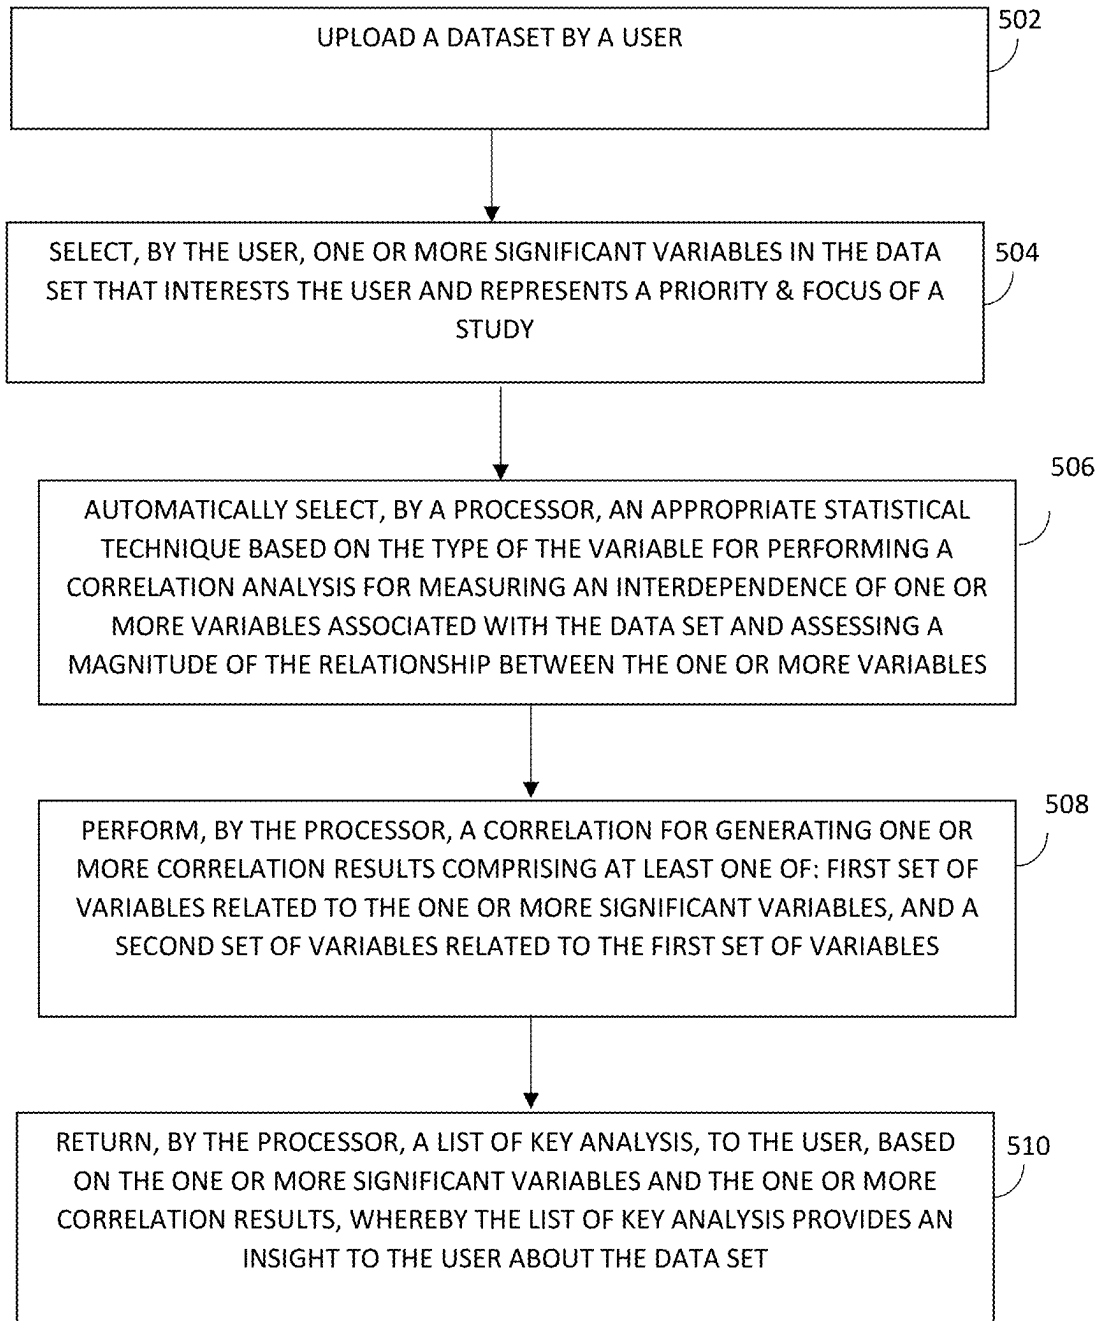 502
UPLOAD A DATASET BY A USER
504
SELECT, BY THE USER, ONE OR MORE SIGNIFICANT VARIABLES IN THE DATA
SET THAT INTERESTS THE USER AND REPRESENTS A PRIORITY & FOCUS OF A
STUDY
506
AUTOMATICALLY SELECT, BY A PROCESSOR, AN APPROPRIATE STATISTICAL
TECHNIQUE BASED ON THE TYPE OF THE VARIABLE FOR PERFORMING A
CORRELATION ANALYSIS FOR MEASURING AN INTERDEPENDENCE OF ONE OR
MORE VARIABLES ASSOCIATED WITH THE DATA SET AND ASSESSING A
MAGNITUDE OF THE RELATIONSHIP BETWEEN THE ONE OR MORE VARIABLES
508
PERFORM, BY THE PROCESSOR, A CORRELATION FOR GENERATING ONE OR
MORE CORRELATION RESULTS COMPRISING AT LEAST ONE OF: FIRST SET OF
VARIABLES RELATED TO THE ONE OR MORE SIGNIFICANT VARIABLES, AND A
SECOND SET OF VARIABLES RELATED TO THE FIRST SET OF VARIABLES
510
RETURN, BY THE PROCESSOR, A LIST OF KEY ANALYSIS, TO THE USER, BASED
ON THE ONE OR MORE SIGNIFICANT VARIABLES AND THE ONE OR MORE
CORRELATION RESULTS, WHEREBY THE LIST OF KEY ANALYSIS PROVIDES AN
INSIGHT TO THE USER ABOUT THE DATA SET